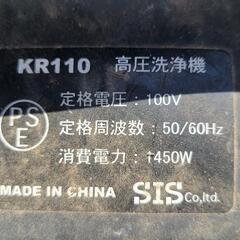 KR110 高圧洗浄機
PSE
定格電圧：100V
定格周波数：50/60Hz
消費電力：1450W
MADE IN CHINA SIS Co,ltd.